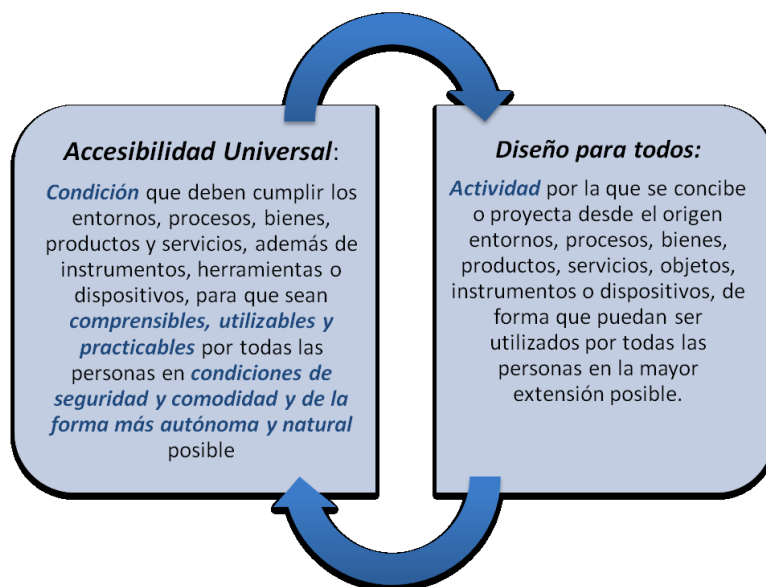 Accesibilidad Universal:
Condición que deben cumplir los
entornos, procesos, bienes,
productos y servicios, además de
instrumentos, herramientas o
dispositivos, para que sean
comprensibles, utilizables y
practicables por todas las
personas en condiciones de
seguridad y comodidad y de la
forma más autónoma y natural
posible
Diseño para todos:
Actividad por la que se concibe
o proyecta desde el origen
entornos, procesos, bienes,
productos, servicios, objetos,
instrumentos o dispositivos, de
forma que puedan ser
utilizados por todas las
personas en la mayor
extensión posible.